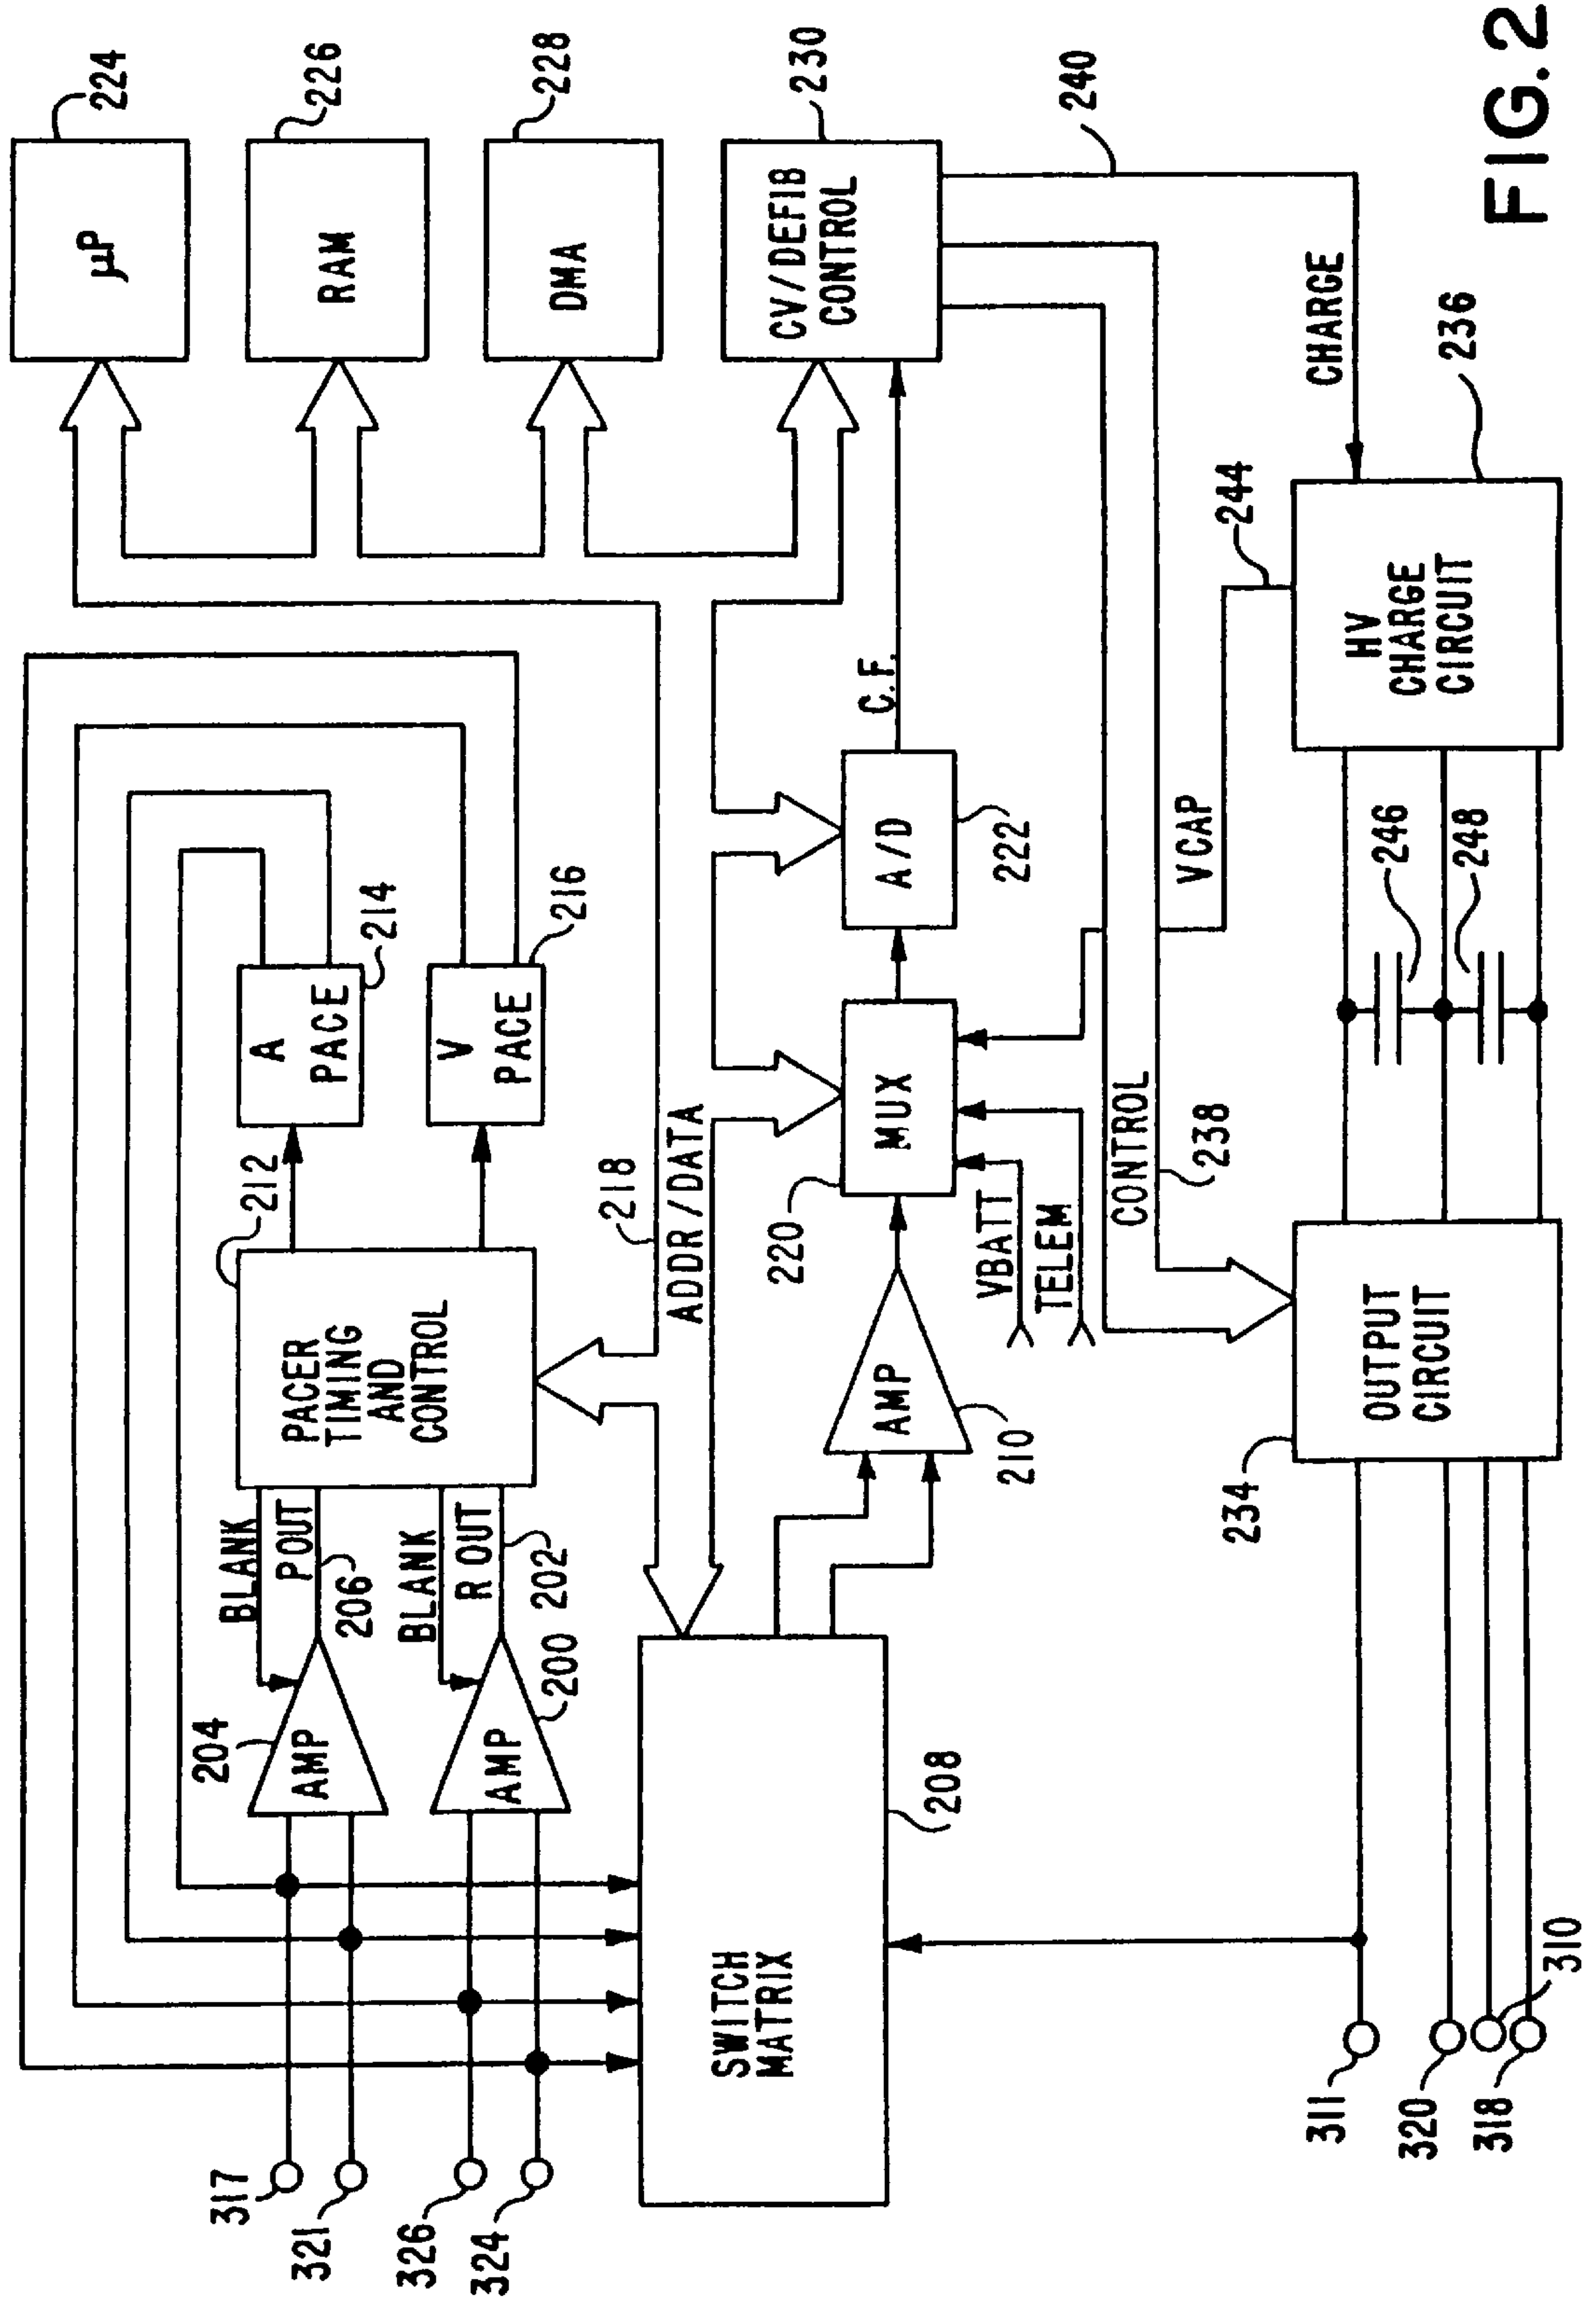 224
μP
226
RAM
228
DMA
230
CV/DEFIB
CONTROL
240
CHARGE
236
HV
CHARGE
CIRCUIT
244
VCAP
246
248
C.F.
A/D
222
MUX
220
VBATT
TELEM
CONTROL
238
214
A
PACE
216
V
PACE
212
PACER
TIMING
AND
CONTROL
218
ADDR/DATA
BLANK
POUT
206
BLANK
R OUT
202
204
AMP
200
AMP
AMP
210
OUTPUT
CIRCUIT
234
208
SWITCH
MATRIX
317
321
326
324
311
320
318
310
FIG. 2